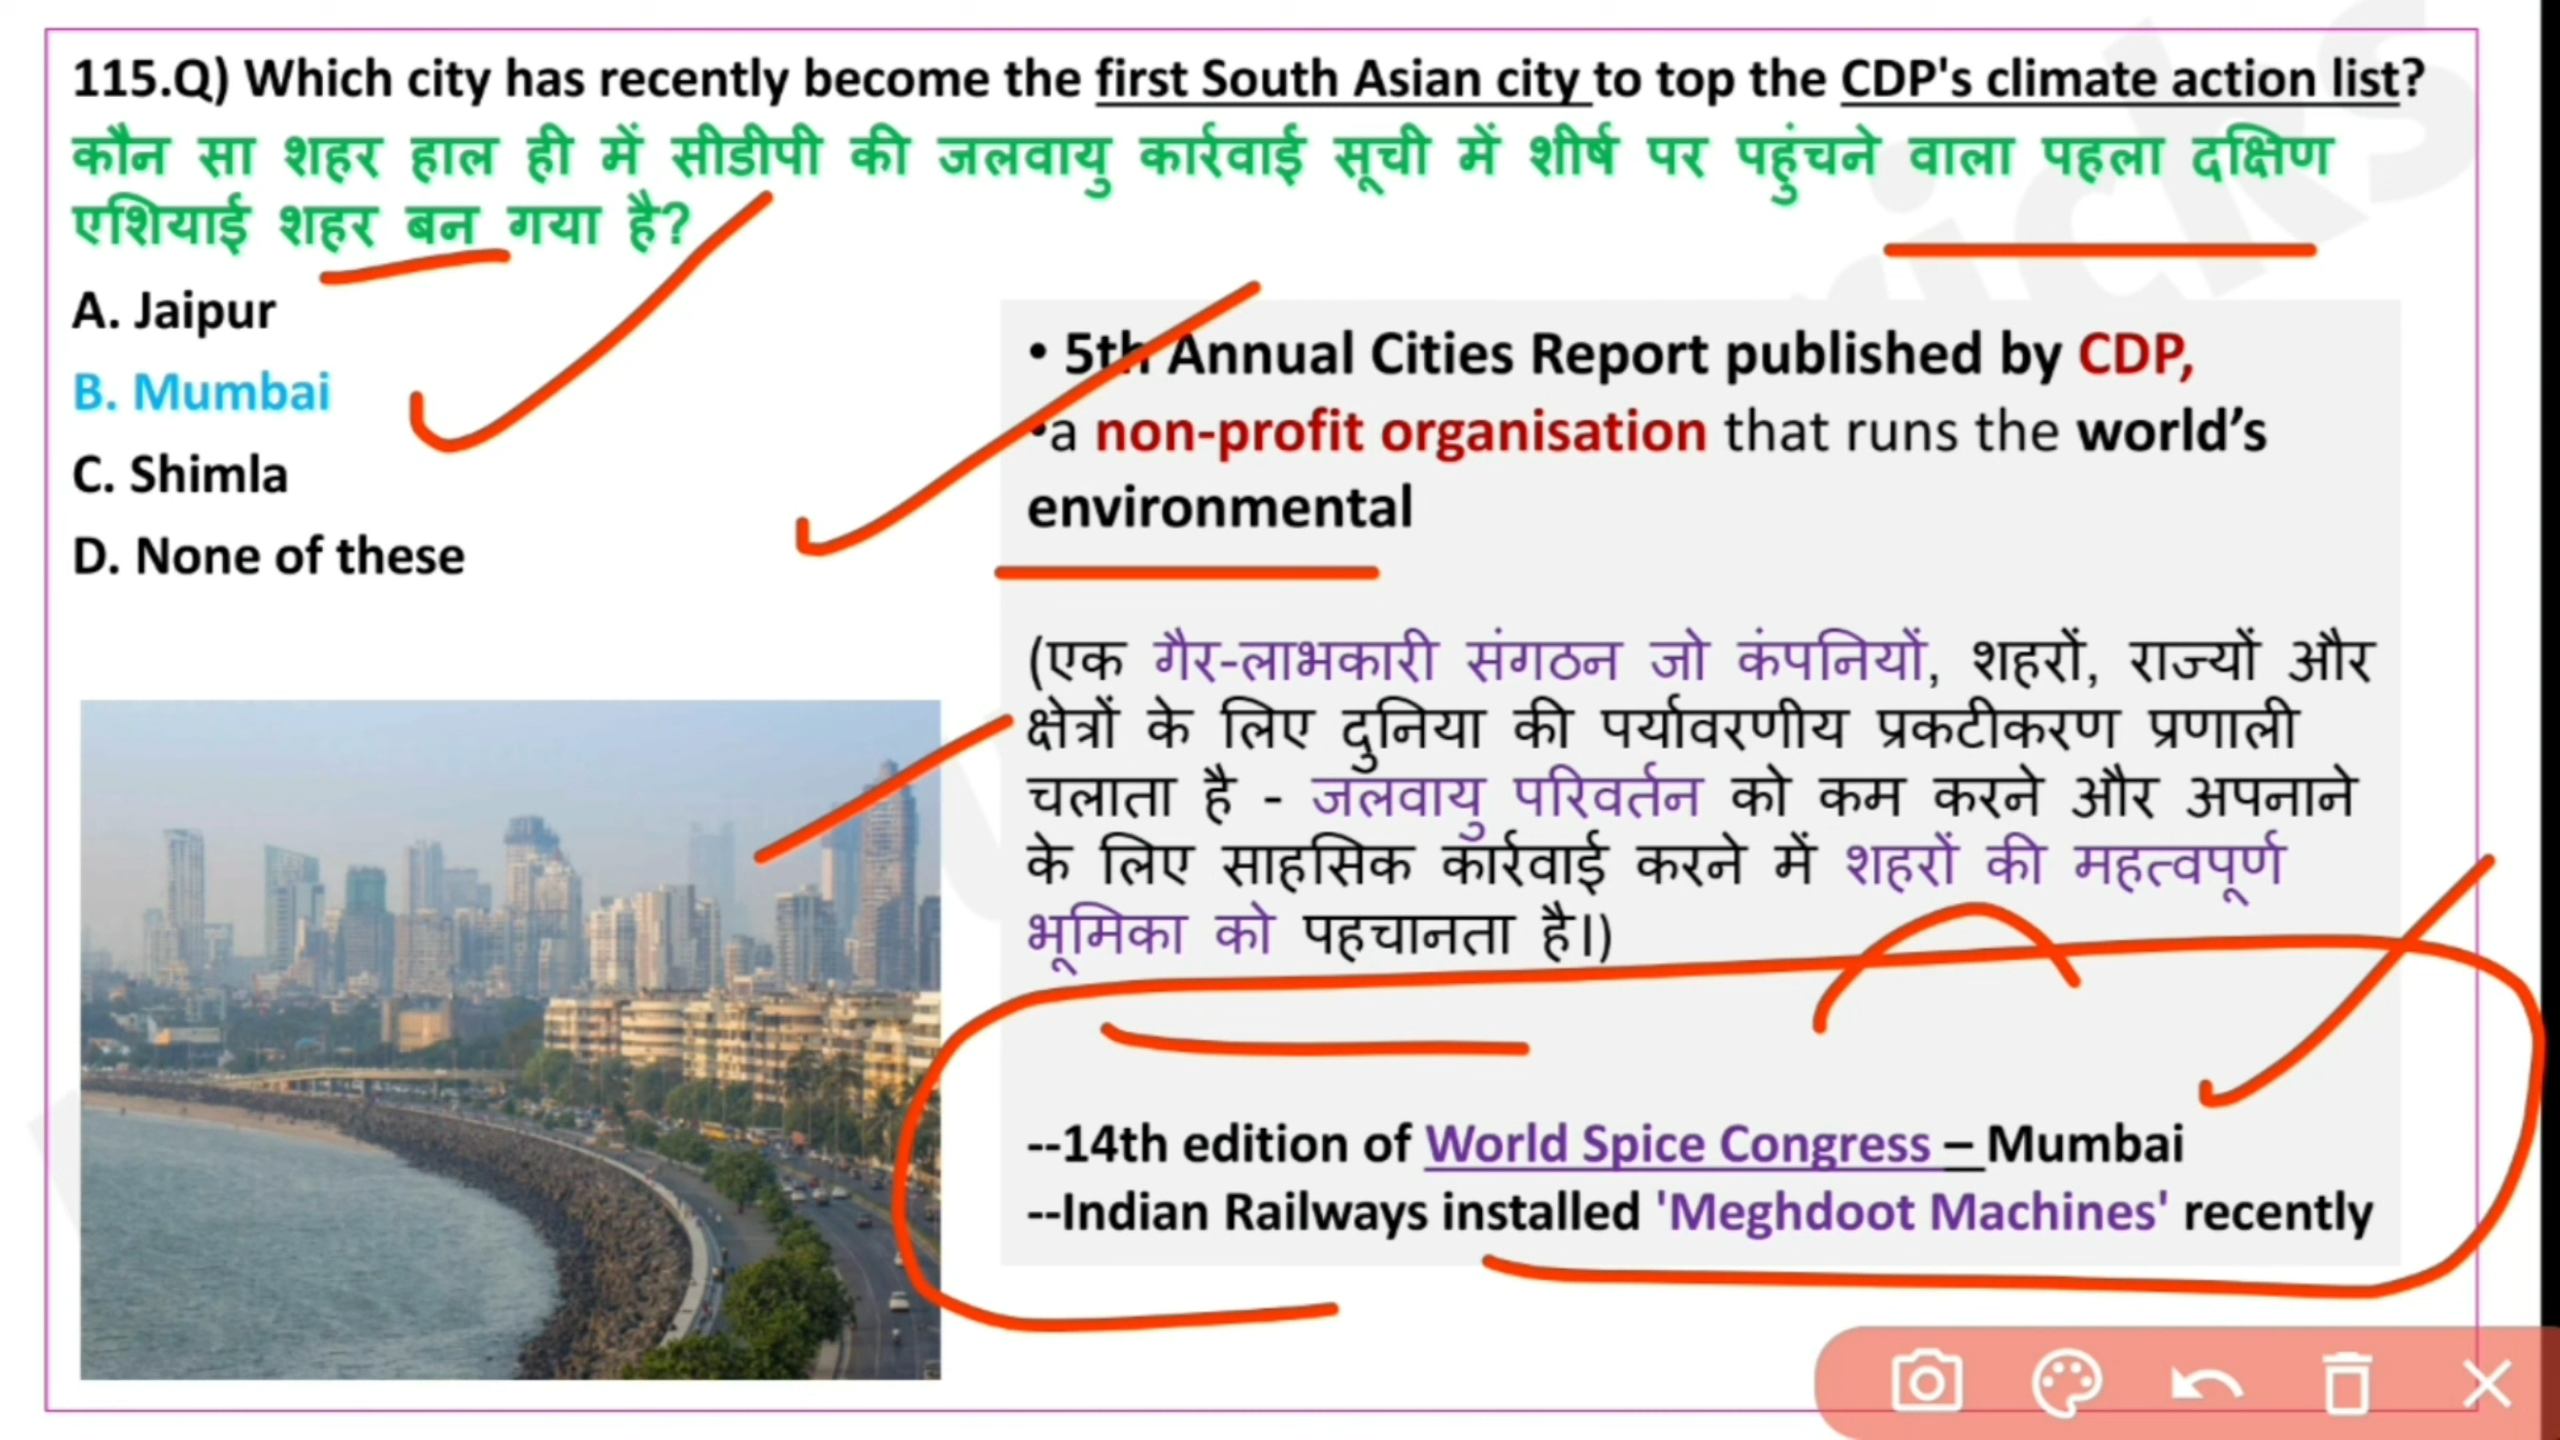 115.Q) Which city has recently become the first South Asian city to top the CDP's climate action list?
कौन सा शहर हाल ही में सीडीपी की जलवायु कार्रवाई सूची में शीर्ष पर पहुंचने वाला पहला दक्षिण
एशियाई शहर बन गया है?
A. Jaipur
B. Mumbai
C. Shimla
D. None of these
• 5th Annual Cities Report published by CDP,
•a non-profit organisation that runs the world’s
environmental
(एक गैर-लाभकारी संगठन जो कंपनियों, शहरों, राज्यों और
क्षेत्रों के लिए दुनिया की पर्यावरणीय प्रकटीकरण प्रणाली
चलाता है - जलवायु परिवर्तन को कम करने और अपनाने
के लिए साहसिक कार्रवाई करने में शहरों की महत्वपूर्ण
भूमिका को पहचानता है।)
--14th edition of World Spice Congress – Mumbai
--Indian Railways installed 'Meghdoot Machines' recently